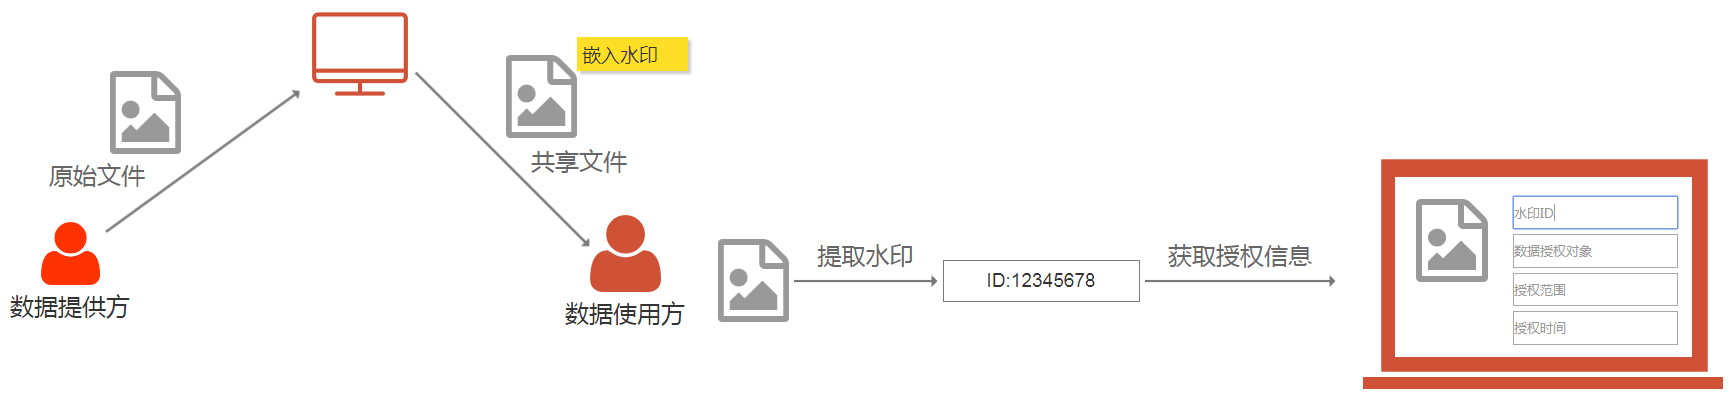 嵌入水印
原始文件
共享文件
数据提供方
数据使用方
提取水印
ID:12345678
获取授权信息
水印ID
数据授权对象
授权范围
授权时间